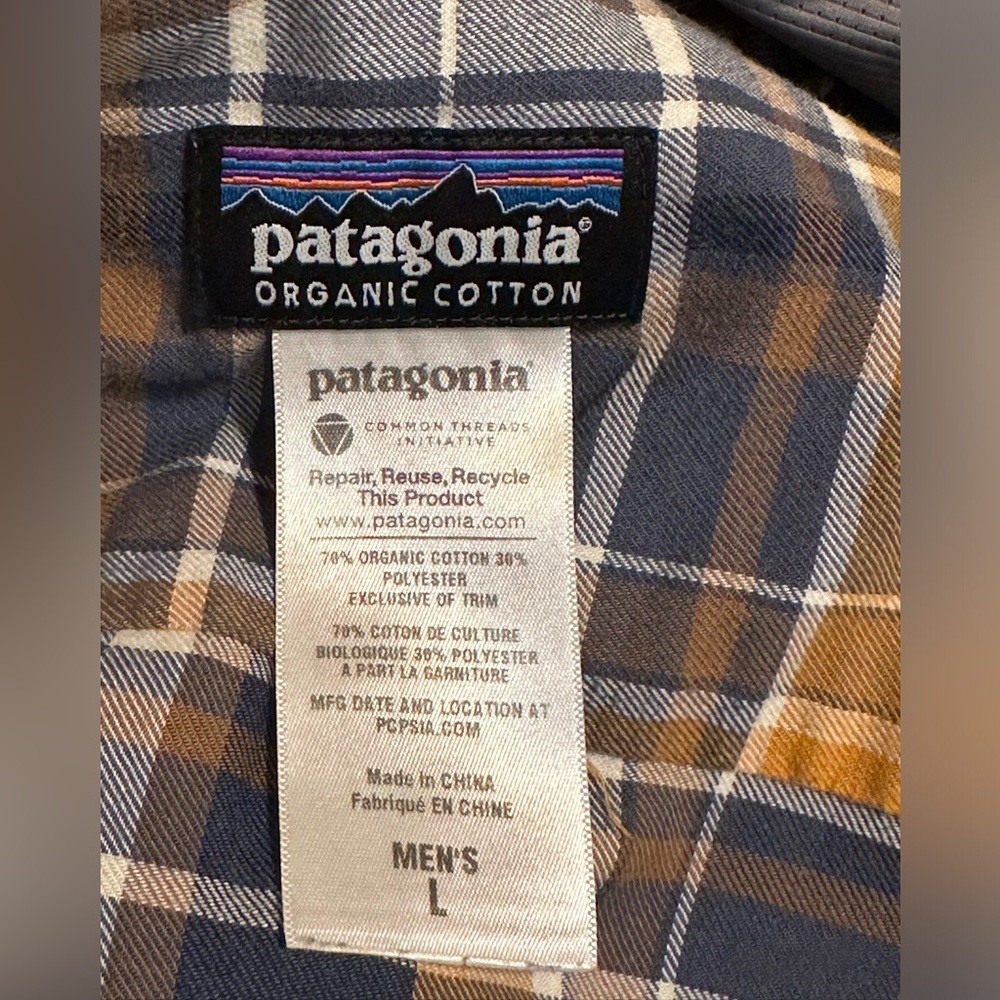 patagonia®
ORGANIC COTTON
patagonia®
COMMON THREADS
INITIATIVE
Repair, Reuse, Recycle
This Product
www.patagonia.com
70% ORGANIC COTTON 30%
POLYESTER
EXCLUSIVE OF TRIM
70% COTON DE CULTURE
BIOLOGIQUE 30% POLYESTER
A PART LA GARNITURE
MFG DATE AND LOCATION AT
PCPSIA.COM
Made in CHINA
Fabriqué EN CHINE
MEN'S
L